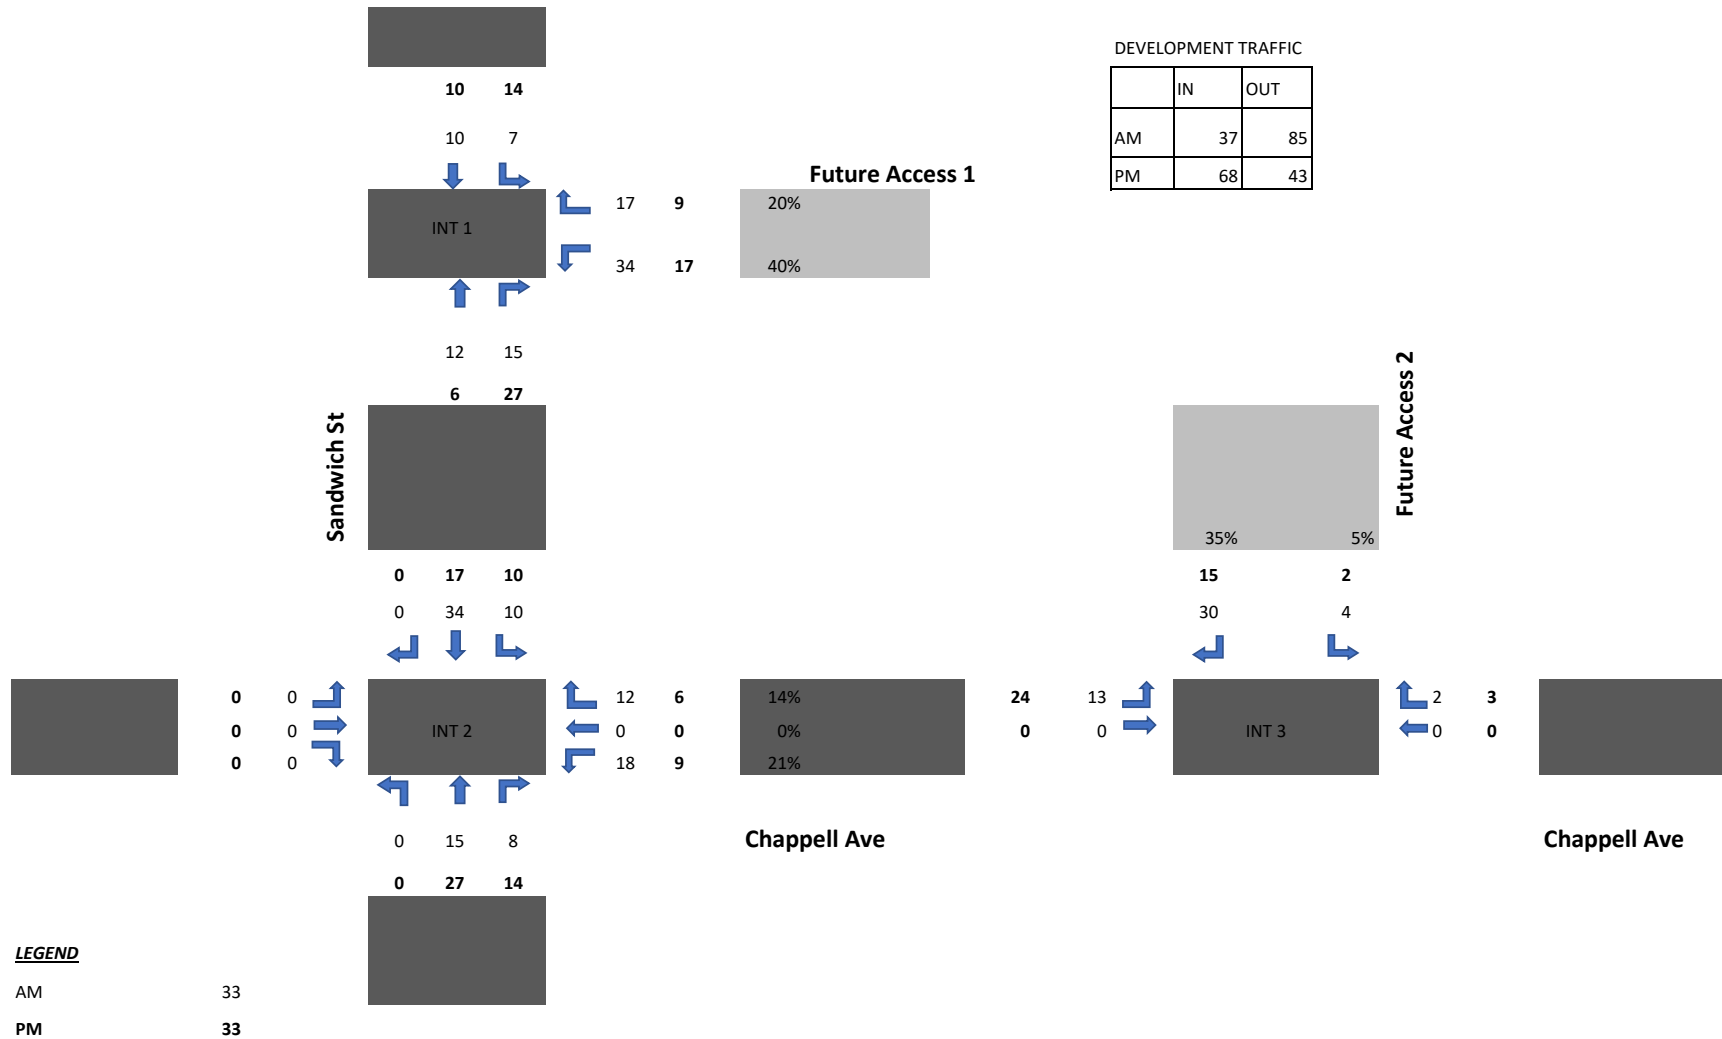 DEVELOPMENT TRAFFIC
IN OUT
AM 37 85
PM 68 43
10 14
10 7
Future Access 1
17 9 20%
INT 1
34 17 40%
12 15
6 27
Sandwich St
Future Access 2
35% 5%
0 17 10
15 2
0 34 10
30 4
0 0 12 6 14% 24 13 2 3
0 0 INT 2 0 0 0% 0 0 INT 3 0 0
0 0 18 9 21%
0 15 8
Chappell Ave
Chappell Ave
0 27 14
LEGEND
AM 33
PM 33